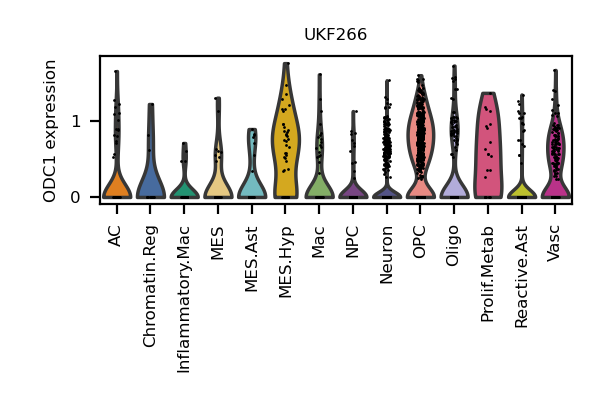 UKF266
ODC1 expression
1
0
AC
Chromatin.Reg
Inflammatory.Mac
MES
MES.Ast
MES.Hyp
Mac
NPC
Neuron
OPC
Oligo
Prolif.Metab
Reactive.Ast
Vasc